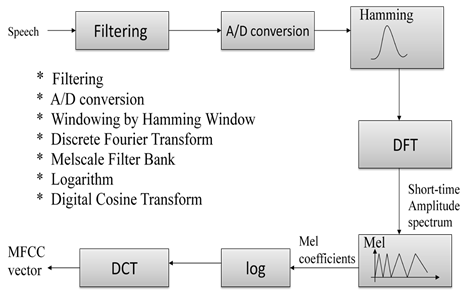 Speech
Filtering
A/D conversion
Hamming
* Filtering
* A/D conversion
* Windowing by Hamming Window
* Discrete Fourier Transform
* Melscale Filter Bank
* Logarithm
* Digital Cosine Transform
DFT
Short-time
Amplitude
spectrum
Mel
Mel
coefficients
log
DCT
MFCC
vector